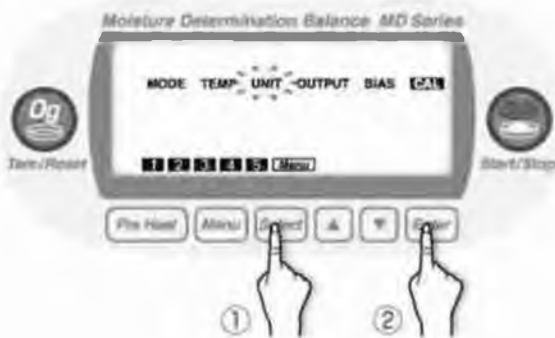 Moisture Determination Balance MD Series
MODE TEMP UNIT OUTPUT BIAS CAL
0g
Tare/Reset
Start/Stop
1 2 3 4 5 Menu
Pre Heat Menu Select ▲ ▼ Enter
① ②